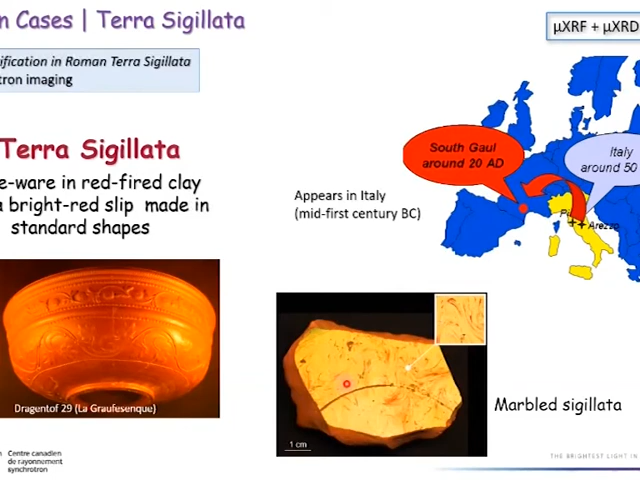 n Cases | Terra Sigillata
µXRF + µXRD
ification in Roman Terra Sigillata
tron imaging
Terra Sigillata
e-ware in red-fired clay
a bright-red slip made in
standard shapes
South Gaul
around 20 AD
Italy
around 50
Appears in Italy
(mid-first century BC)
Arezzo
Dragentof 29 (La Graufesenque)
1 cm
Marbled sigillata
Centre canadien
de rayonnement
synchrotron
THE BRIGHTEST LIGHT IN